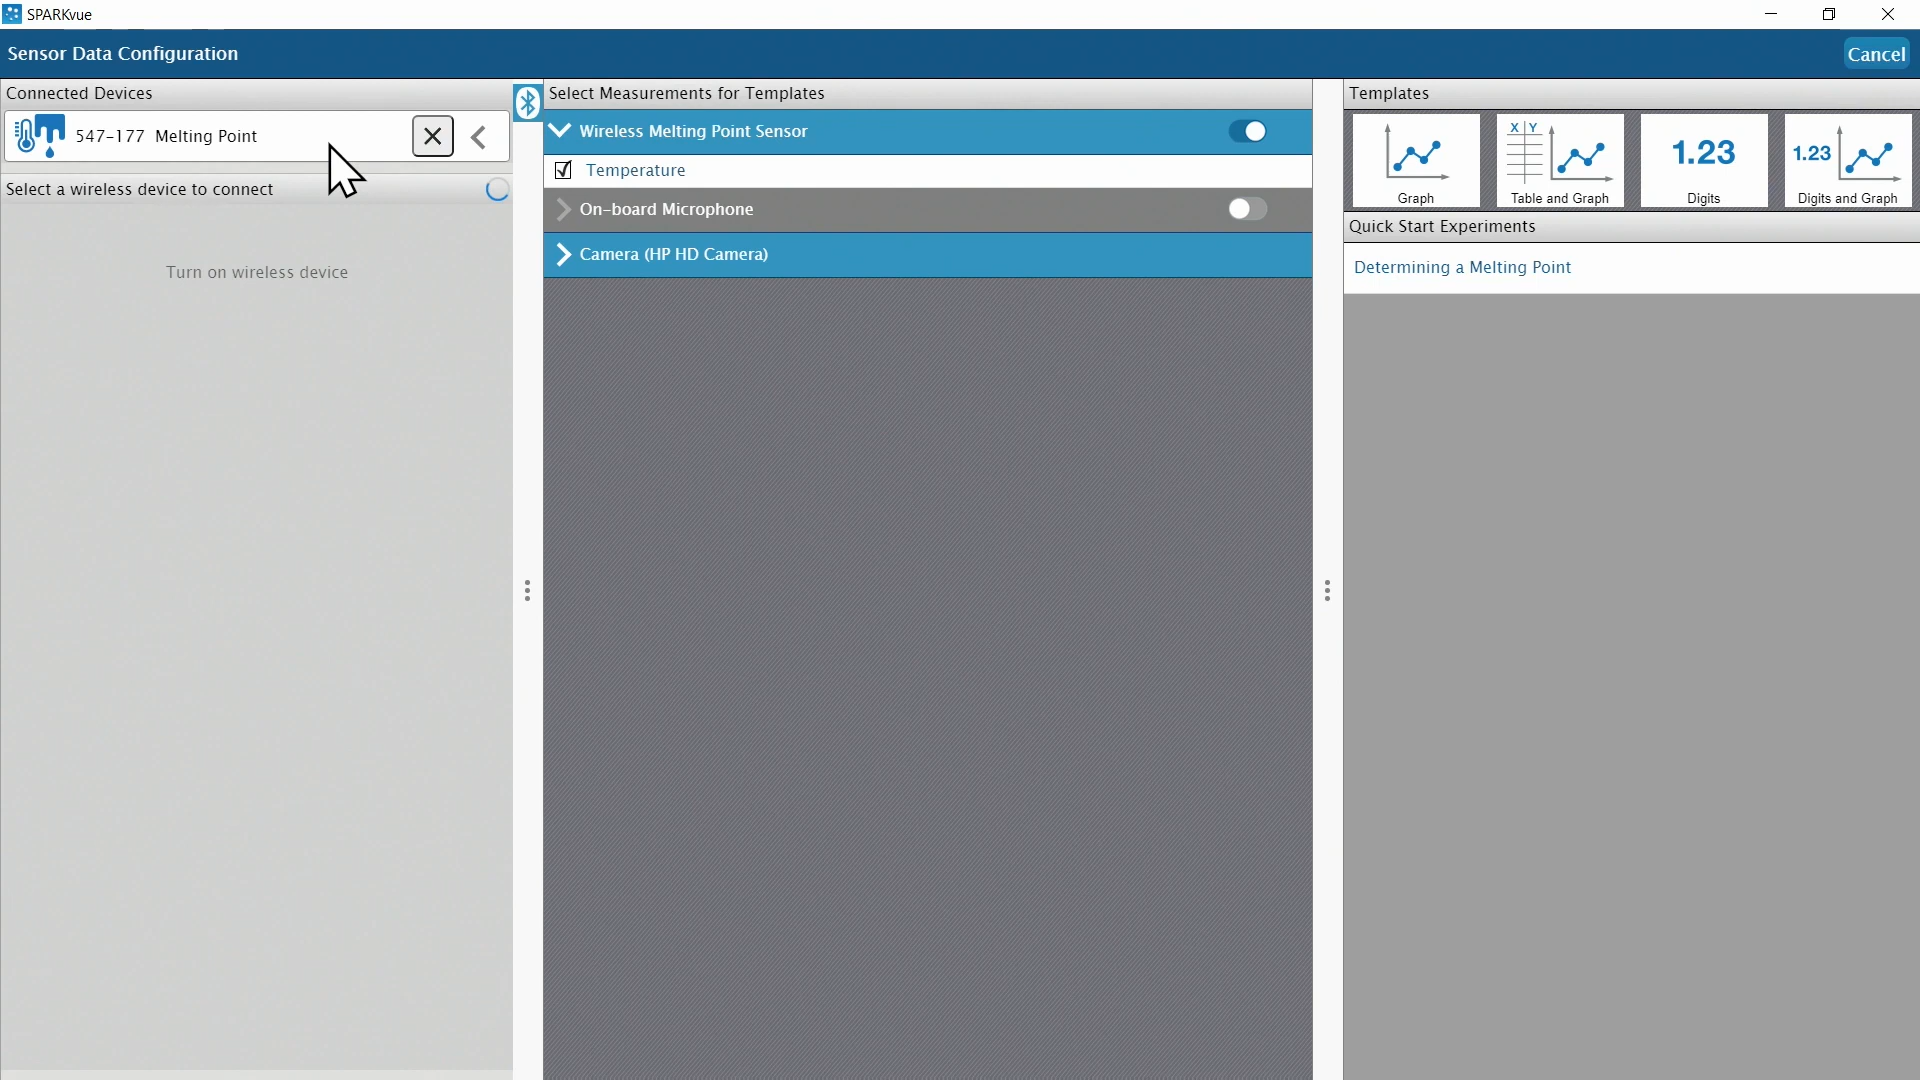 SPARKvue
Sensor Data Configuration
Cancel
Connected Devices
547-177 Melting Point
Select a wireless device to connect
Turn on wireless device
Select Measurements for Templates
Wireless Melting Point Sensor
Temperature
On-board Microphone
Camera (HP HD Camera)
Templates
Graph
X Y
Table and Graph
1.23
Digits
1.23
Digits and Graph
Quick Start Experiments
Determining a Melting Point